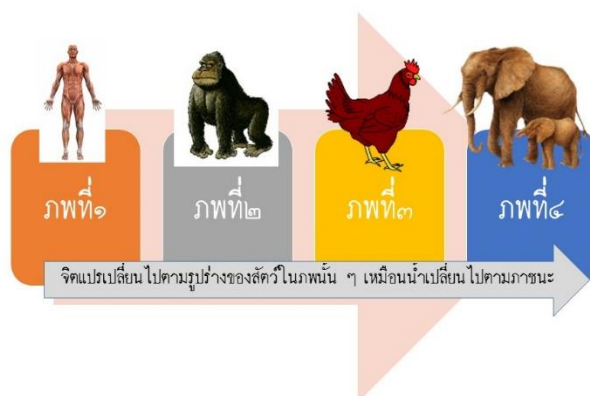 ภพที่๑
ภพที่๒
ภพที่๓
ภพที่๔
จิตแปรเปลี่ยนไปตามรูปร่างของสัตว์ในภพนั้น ๆ เหมือนน้ำเปลี่ยนไปตามภาชนะ